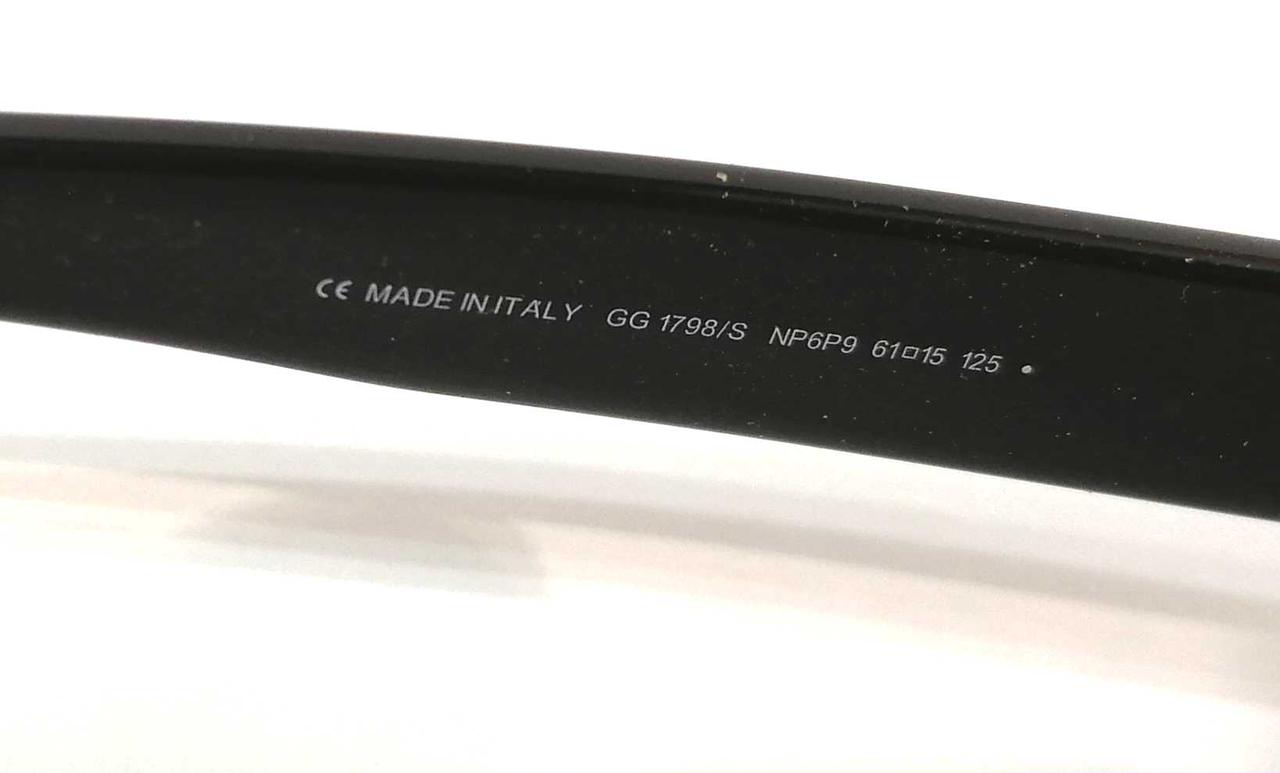 CE MADE IN ITALY GG 1798/S NP6P9 61□15 125 •